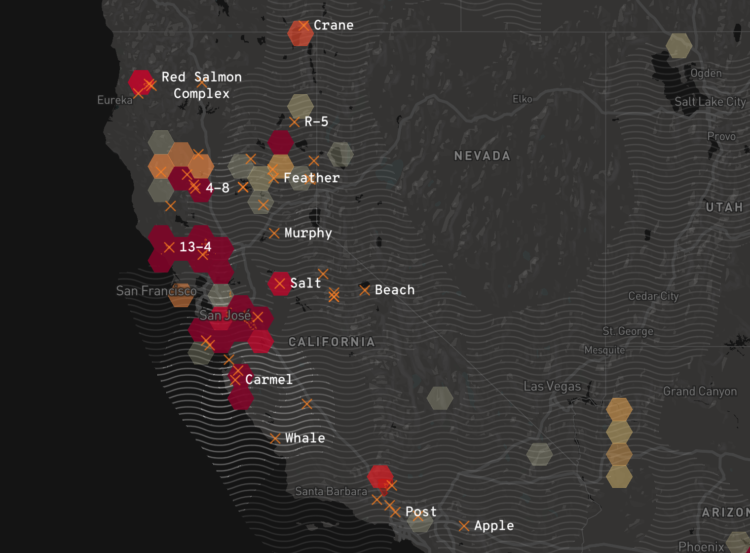 Crane
Ogden
Red Salmon
Complex
Eureka
Elko
Salt Lake City
R-5
Provo
NEVADA
Feather
4-8
UTAH
Murphy
13-4
Salt
Beach
San Francisco
Cedar City
San José
St. George
CALIFORNIA
Mesquite
Carmel
Las Vegas
Grand Canyon
Whale
Santa Barbara
Post
ARIZON
Apple
Phoenix